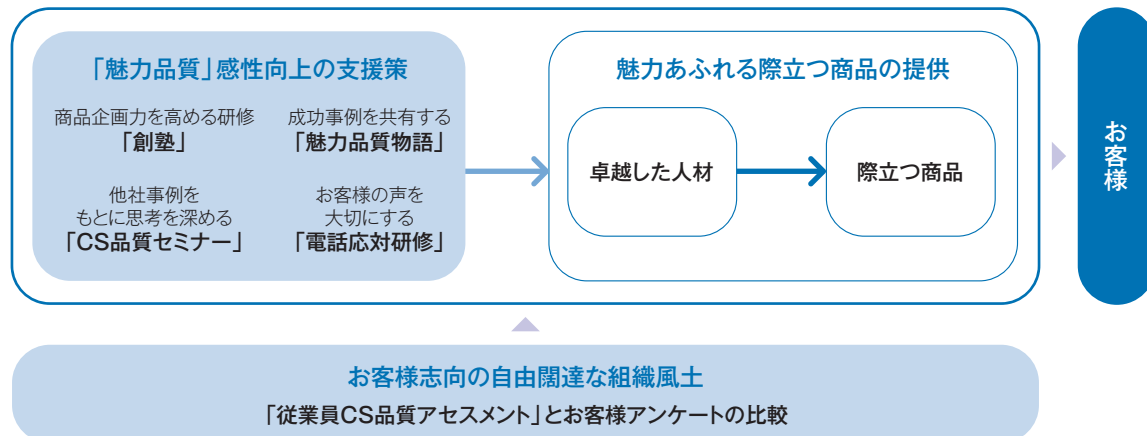 「魅力品質」感性向上の支援策
商品企画力を高める研修
「創塾」
成功事例を共有する
「魅力品質物語」
他社事例を
もとに思考を深める
「CS品質セミナー」
お客様の声を
大切にする
「電話応対研修」
魅力あふれる際立つ商品の提供
卓越した人材
際立つ商品
お客様
お客様志向の自由闊達な組織風土
「従業員CS品質アセスメント」とお客様アンケートの比較